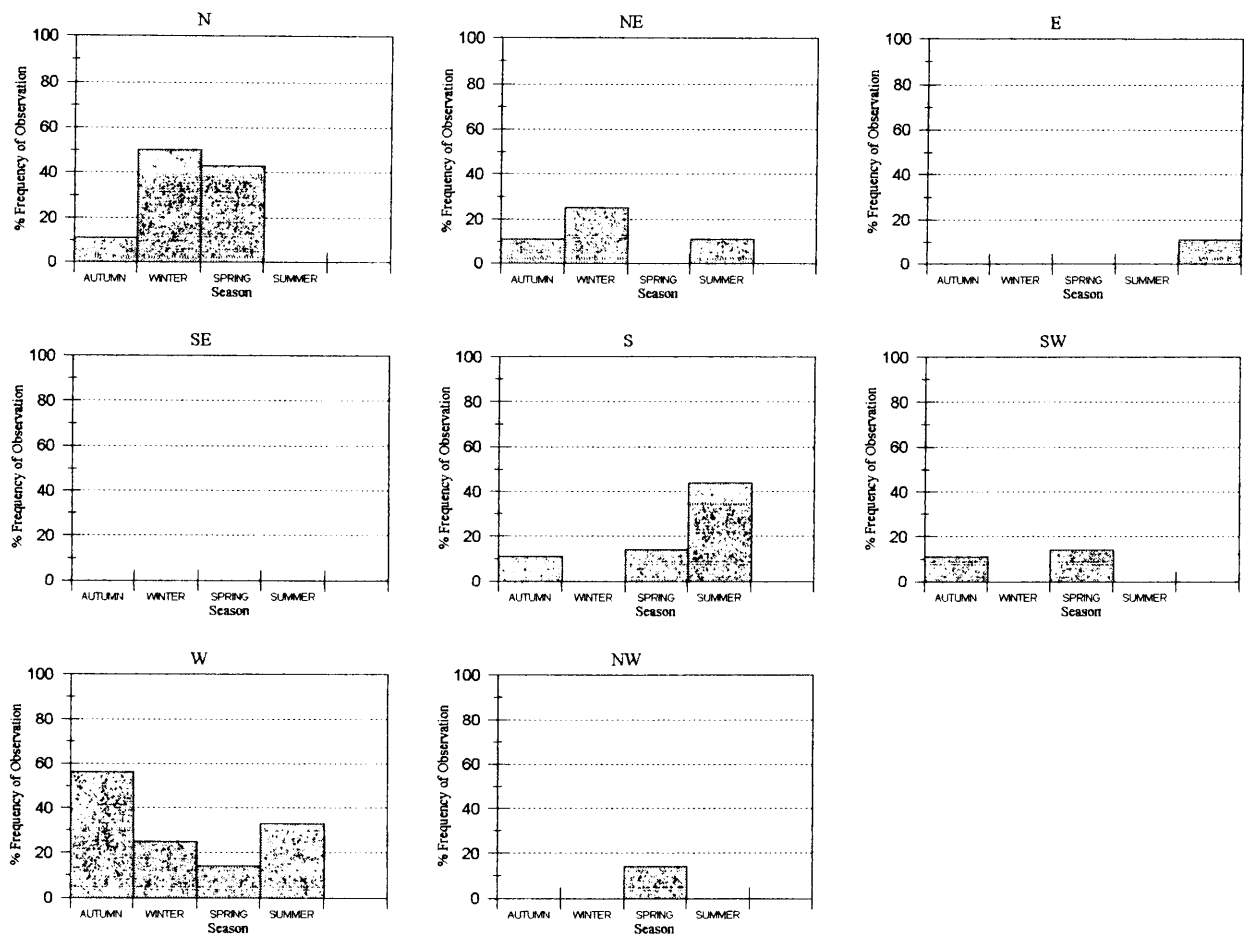 N
100
80
60
40
20
0
% Frequency of Observation
AUTUMN WINTER SPRING SUMMER
Season
NE
100
80
60
40
20
0
% Frequency of Observation
AUTUMN WINTER SPRING SUMMER
Season
E
100
80
60
40
20
0
% Frequency of Observation
AUTUMN WINTER SPRING SUMMER
Season
SE
100
80
60
40
20
0
% Frequency of Observation
AUTUMN WINTER SPRING SUMMER
Season
S
100
80
60
40
20
0
% Frequency of Observation
AUTUMN WINTER SPRING SUMMER
Season
SW
100
80
60
40
20
0
% Frequency of Observation
AUTUMN WINTER SPRING SUMMER
Season
W
100
80
60
40
20
0
% Frequency of Observation
AUTUMN WINTER SPRING SUMMER
Season
NW
100
80
60
40
20
0
% Frequency of Observation
AUTUMN WINTER SPRING SUMMER
Season